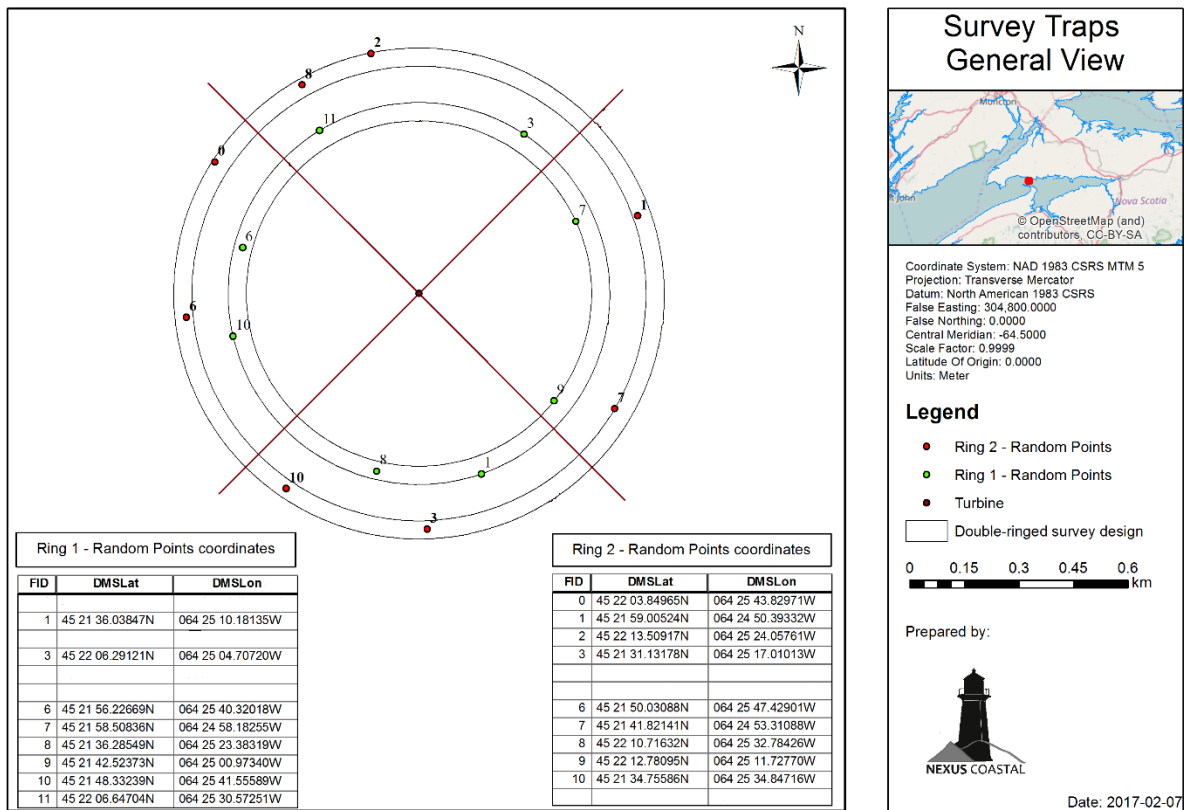 N
2
8
11
3
0
1
7
6
6
10
9
7
8
1
10
3
Ring 1 - Random Points coordinates
FID DMSLat DMSLon
1 45 21 36.03847N 064 25 10.18135W
3 45 22 06.29121N 064 25 04.70720W
6 45 21 56.22669N 064 25 40.32018W
7 45 21 58.50836N 064 24 58.18255W
8 45 21 36.28549N 064 25 23.38319W
9 45 21 42.52373N 064 25 00.97340W
10 45 21 48.33239N 064 25 41.55589W
11 45 22 06.64704N 064 25 30.57251W
Ring 2 - Random Points coordinates
FID DMSLat DMSLon
0 45 22 03.84965N 064 25 43.82971W
1 45 21 59.00524N 064 24 50.39332W
2 45 22 13.50917N 064 25 24.05761W
3 45 21 31.13178N 064 25 17.01013W
6 45 21 50.03088N 064 25 47.42901W
7 45 21 41.82141N 064 24 53.31088W
8 45 22 10.71632N 064 25 32.78426W
9 45 22 12.78095N 064 25 11.72770W
10 45 21 34.75586N 064 25 34.84716W
Survey Traps
General View
Moncton
t John
Nova Scotia
© OpenStreetMap (and)
contributors, CC-BY-SA
Coordinate System: NAD 1983 CSRS MTM 5
Projection: Transverse Mercator
Datum: North American 1983 CSRS
False Easting: 304,800.0000
False Northing: 0.0000
Central Meridian: -64.5000
Scale Factor: 0.9999
Latitude Of Origin: 0.0000
Units: Meter
Legend
Ring 2 - Random Points
Ring 1 - Random Points
Turbine
Double-ringed survey design
0 0.15 0.3 0.45 0.6
km
Prepared by:
NEXUS COASTAL
Date: 2017-02-07